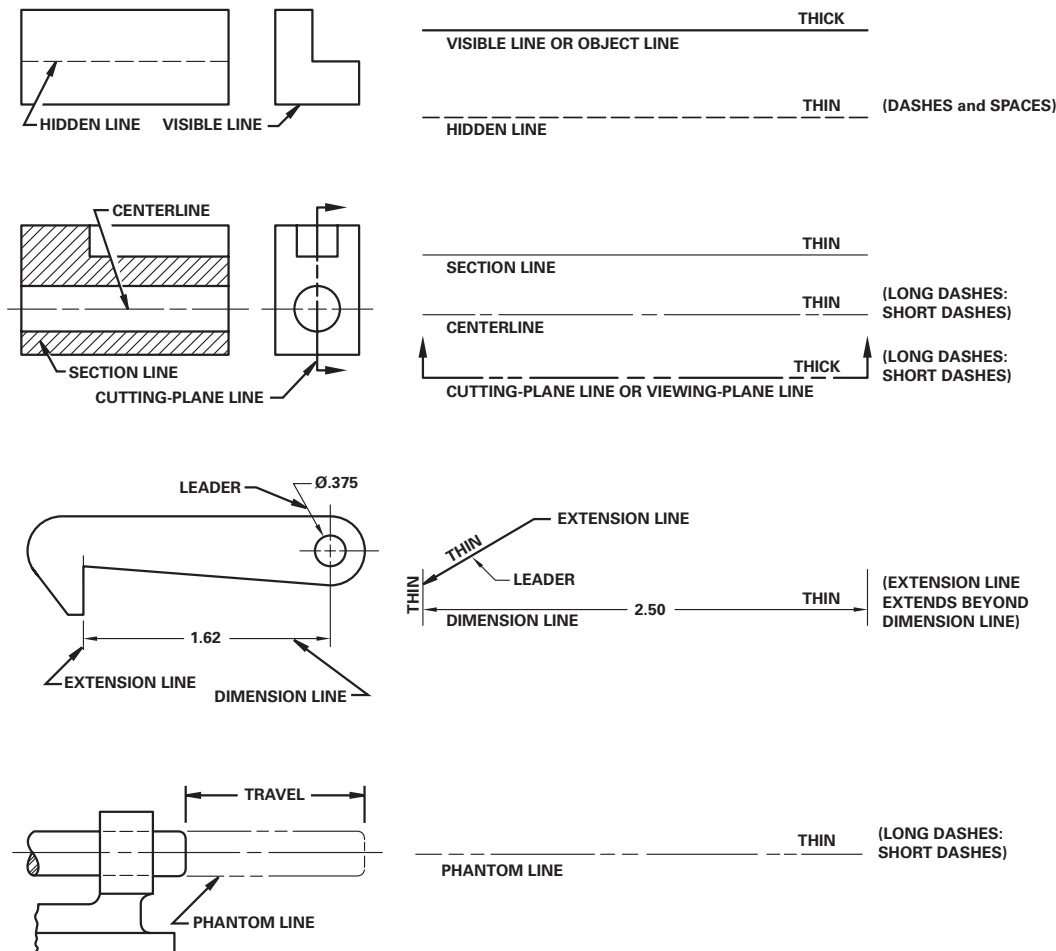 THICK
VISIBLE LINE OR OBJECT LINE
HIDDEN LINE
VISIBLE LINE
THIN
(DASHES and SPACES)
HIDDEN LINE
CENTERLINE
SECTION LINE
CUTTING-PLANE LINE
THIN
SECTION LINE
THIN
(LONG DASHES:
SHORT DASHES)
CENTERLINE
THICK
(LONG DASHES:
SHORT DASHES)
CUTTING-PLANE LINE OR VIEWING-PLANE LINE
LEADER
Ø.375
1.62
EXTENSION LINE
DIMENSION LINE
EXTENSION LINE
THIN
LEADER
THIN
2.50
THIN
DIMENSION LINE
(EXTENSION LINE
EXTENDS BEYOND
DIMENSION LINE)
TRAVEL
PHANTOM LINE
THIN
(LONG DASHES:
SHORT DASHES)
PHANTOM LINE